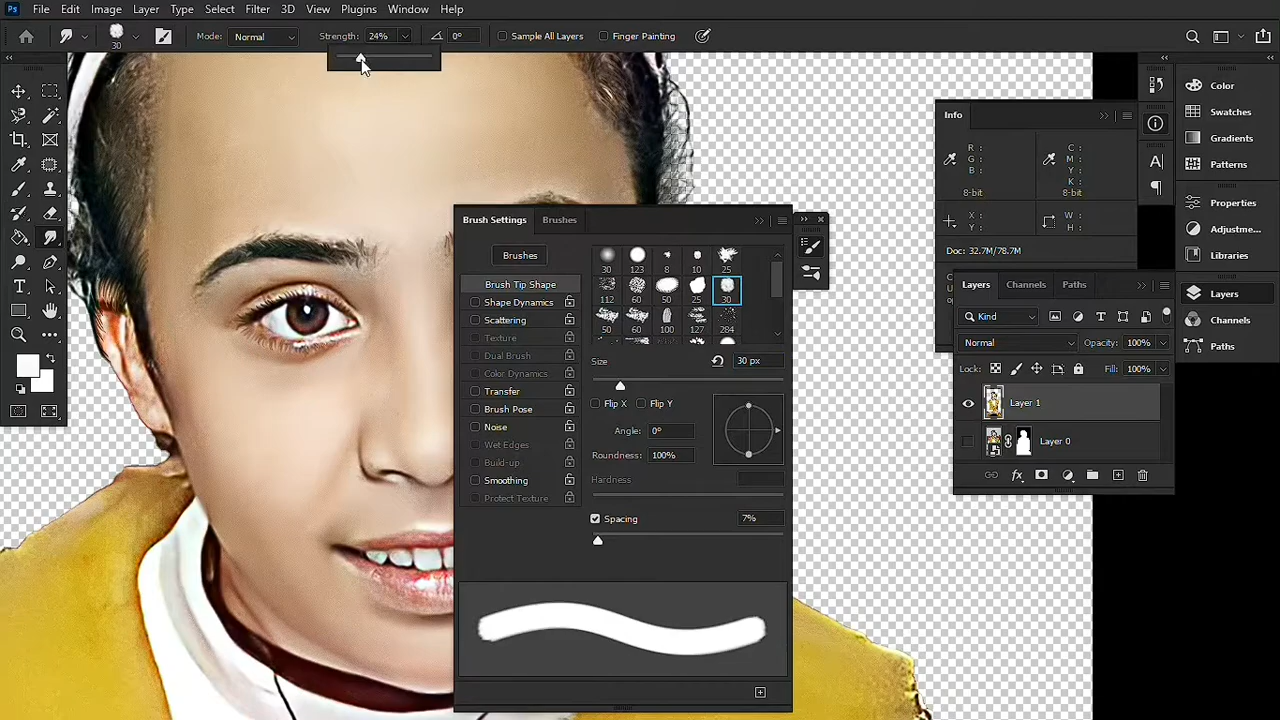 Ps File Edit Image Layer Type Select Filter 3D View Plugins Window Help
30 Mode: Normal Strength: 24% 0° Sample All Layers Finger Painting
Color
Swatches
Gradients
Patterns
Properties
Adjustme...
Libraries
Layers
Channels
Paths
Info
R :
G :
B :
8-bit
C :
M :
Y :
K :
8-bit
X :
Y :
W :
H :
Doc: 32.7M/78.7M
Layers Channels Paths
Kind
Normal Opacity: 100%
Lock: Fill: 100%
Layer 1
Layer 0
fx
Brush Settings Brushes
Brushes
Brush Tip Shape
Shape Dynamics
Scattering
Texture
Dual Brush
Color Dynamics
Transfer
Brush Pose
Noise
Wet Edges
Build-up
Smoothing
Protect Texture
30 123 8 10 25
112 60 50 25 30
50 60 100 127 284
Size 30 px
Flip X Flip Y
Angle: 0°
Roundness: 100%
Hardness
Spacing 7%